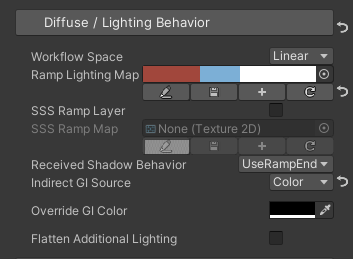 Diffuse / Lighting Behavior
Workflow Space Linear
Ramp Lighting Map
SSS Ramp Layer
SSS Ramp Map None (Texture 2D)
Received Shadow Behavior UseRampEnd
Indirect GI Source Color
Override GI Color
Flatten Additional Lighting